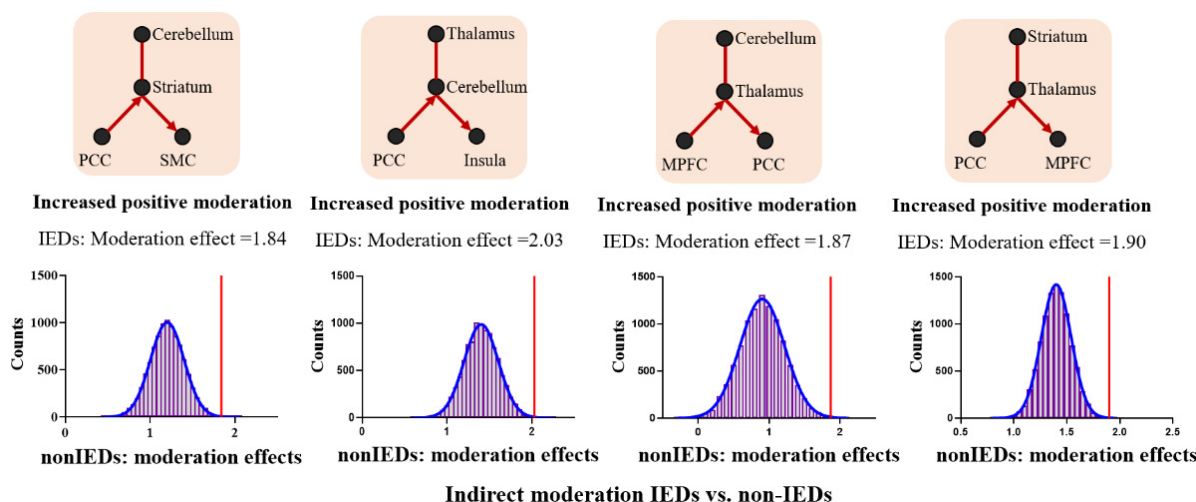 Cerebellum
Striatum
PCC
SMC
Increased positive moderation
IEDs: Moderation effect =1.84
1500
1000
500
0
Counts
0
1
2
nonIEDs: moderation effects
Thalamus
Cerebellum
PCC
Insula
Increased positive moderation
IEDs: Moderation effect =2.03
1500
1000
500
0
Counts
0
1
2
nonIEDs: moderation effects
Cerebellum
Thalamus
MPFC
PCC
Increased positive moderation
IEDs: Moderation effect =1.87
1500
1000
500
0
Counts
0
1
2
nonIEDs: moderation effects
Striatum
Thalamus
PCC
MPFC
Increased positive moderation
IEDs: Moderation effect =1.90
1500
1000
500
0
Counts
0.5
1.0
1.5
2.0
2.5
nonIEDs: moderation effects
Indirect moderation IEDs vs. non-IEDs